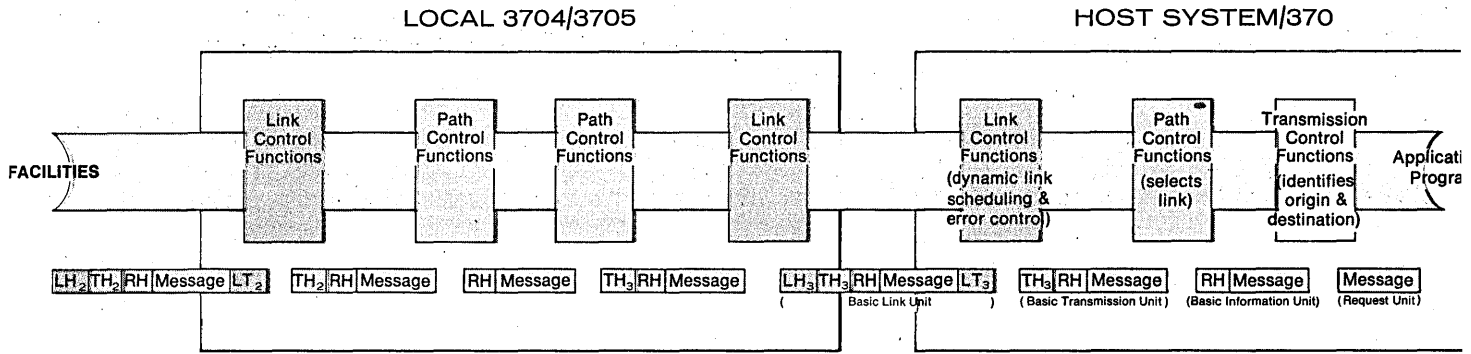 LOCAL 3704/3705
HOST SYSTEM/370
FACILITIES
Link
Control
Functions
Path
Control
Functions
Path
Control
Functions
Link
Control
Functions
Link
Control
Functions
(dynamic link
scheduling &
error control)
Path
Control
Functions
(selects
link)
Transmission
Control
Functions
(identifies
origin &
destination)
Applicati
Progra
LH₂ TH₂ RH Message LT₂
TH₂ RH Message
RH Message
TH₃ RH Message
LH₃ TH₃ RH Message LT₃
( Basic Link Unit )
TH₃ RH Message
(Basic Transmission Unit)
RH Message
(Basic Information Unit)
Message
(Request Unit)